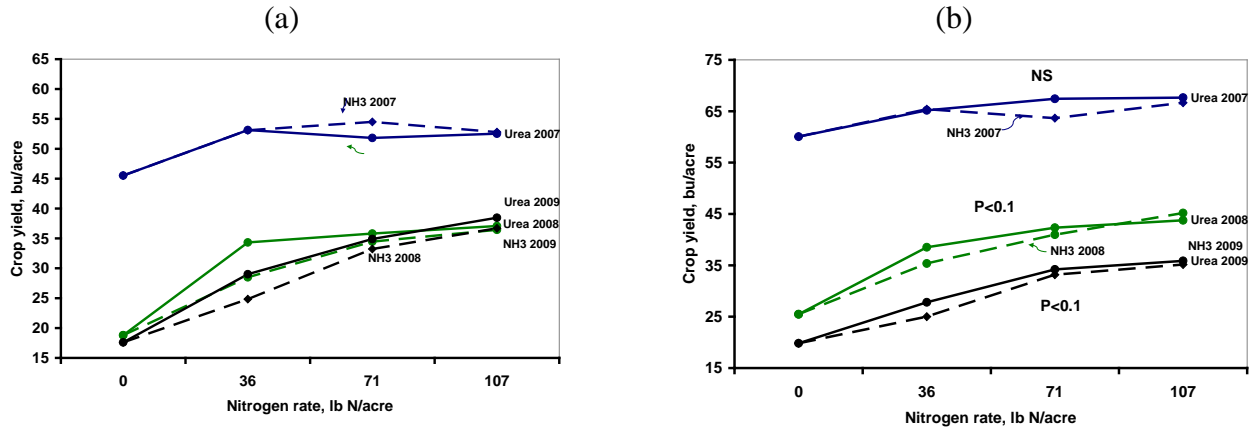 (a)
65
60
55
50
45
40
35
30
25
20
15
Crop yield, bu/acre
NH3 2007
Urea 2007
Urea 2009
Urea 2008
NH3 2009
NH3 2008
0 36 71 107
Nitrogen rate, lb N/acre
(b)
75
65
55
45
35
25
15
Crop yield, bu/acre
NS
Urea 2007
NH3 2007
P<0.1
Urea 2008
NH3 2008
NH3 2009
Urea 2009
P<0.1
0 36 71 107
Nitrogen rate, lb N/acre